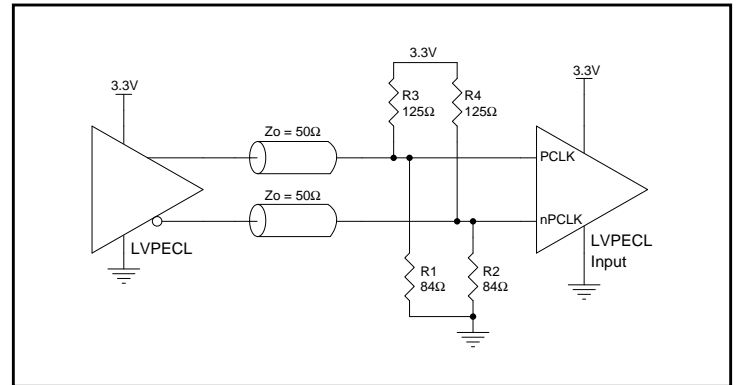 3.3V
3.3V
3.3V
R3
125Ω
R4
125Ω
Zo = 50Ω
PCLK
Zo = 50Ω
nPCLK
LVPECL
LVPECL
Input
R1
84Ω
R2
84Ω